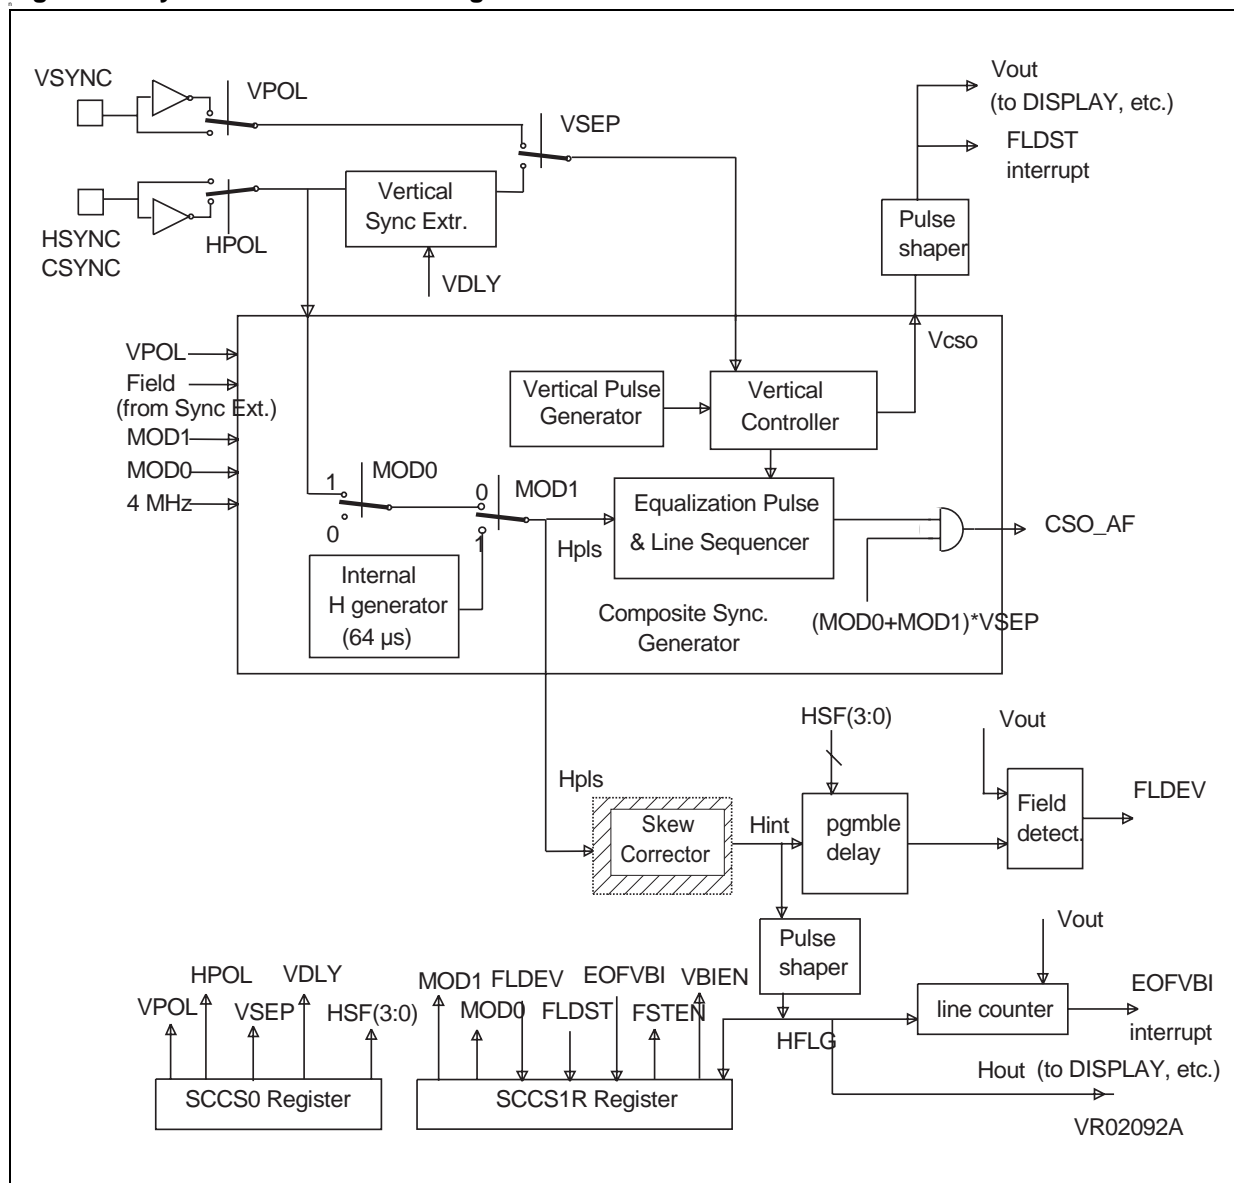 VSYNC
VPOL
VSEP
Vout
(to DISPLAY, etc.)
FLDST
interrupt
HSYNC
CSYNC
HPOL
Vertical
Sync Extr.
VDLY
Pulse
shaper
Vcso
VPOL
Field
(from Sync Ext.)
MOD1
MOD0
4 MHz
Vertical Pulse
Generator
Vertical
Controller
1
0
MOD0
0
1
MOD1
Hpls
Equalization Pulse
& Line Sequencer
CSO_AF
Internal
H generator
(64 µs)
Composite Sync.
Generator
(MOD0+MOD1)*VSEP
HSF(3:0)
Vout
Hpls
Skew
Corrector
Hint
pgmble
delay
Field
detect.
FLDEV
Pulse
shaper
Vout
line counter
EOFVBI
interrupt
HFLG
Hout (to DISPLAY, etc.)
VPOL
HPOL
VSEP
VDLY
HSF(3:0)
SCCS0 Register
MOD1
MOD0
FLDEV
FLDST
EOFVBI
FSTEN
VBIEN
SCCS1R Register
VR02092A